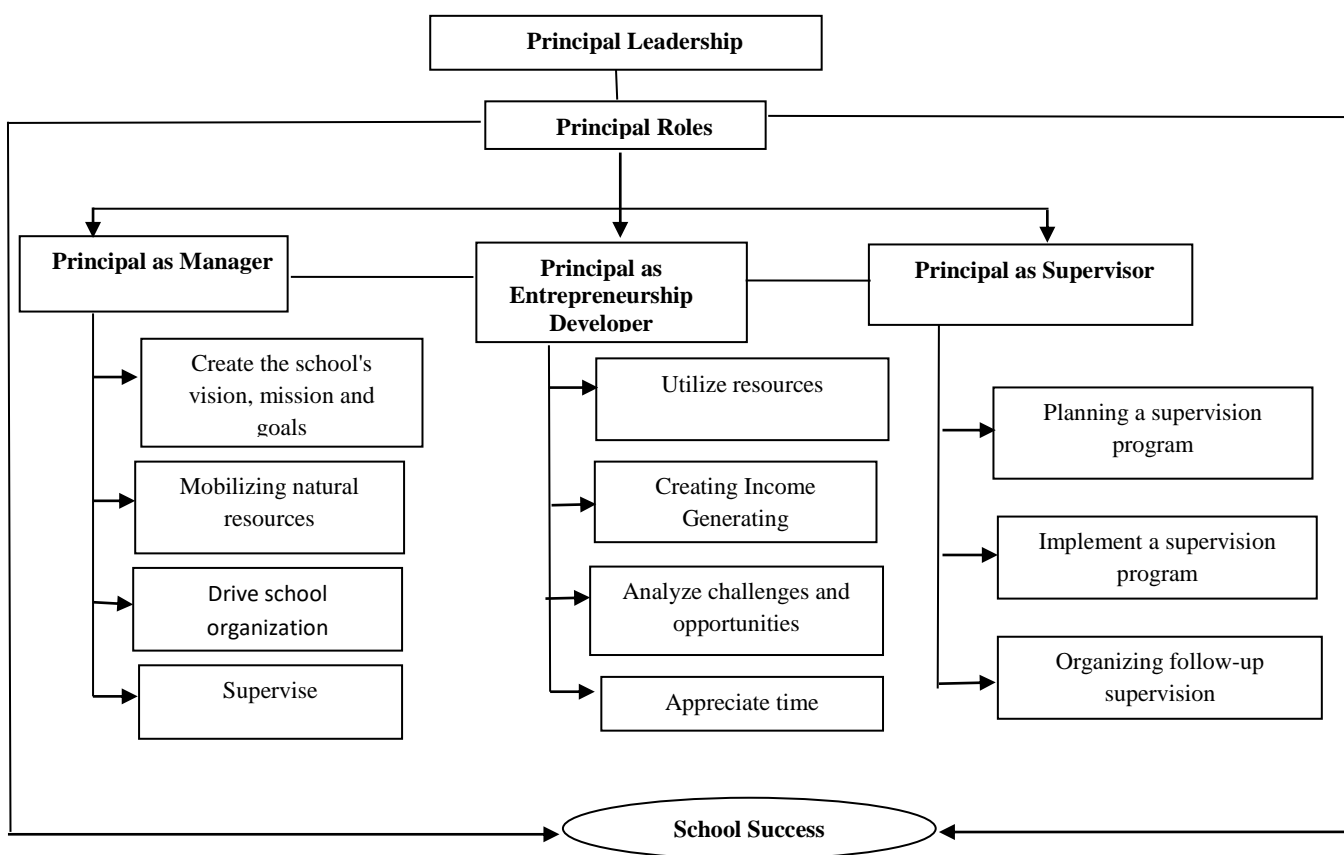 Principal Leadership
Principal Roles
Principal as Manager
Principal as
Entrepreneurship
Developer
Principal as Supervisor
Create the school's
vision, mission and
goals
Mobilizing natural
resources
Drive school
organization
Supervise
Utilize resources
Creating Income
Generating
Analyze challenges and
opportunities
Appreciate time
Planning a supervision
program
Implement a supervision
program
Organizing follow-up
supervision
School Success